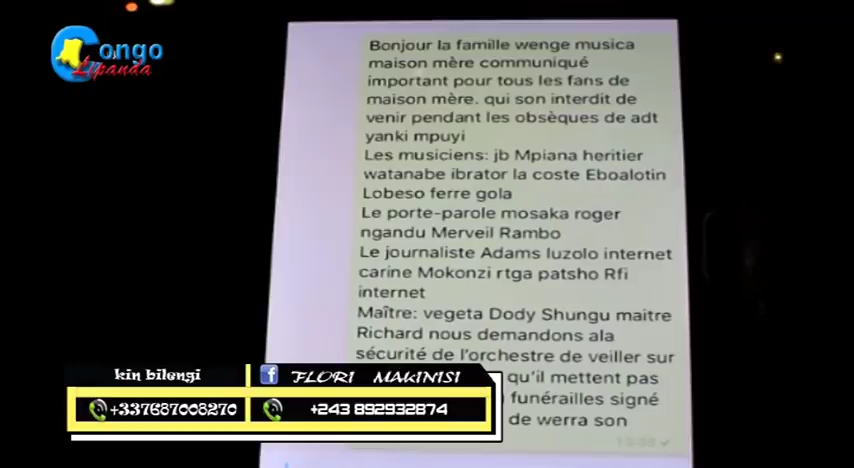 Congo
Lipanda
Bonjour la famille wenge musica
maison mère communiqué
important pour tous les fans de
maison mère. qui son interdit de
venir pendant les obsèques de adt
yanki mpuyi
Les musiciens: jb Mpiana heritier
watanabe ibrator la coste Eboalotin
Lobeso ferre gola
Le porte-parole mosaka roger
ngandu Merveil Rambo
Le journaliste Adams luzolo internet
carine Mokonzi rtga patsho Rfi
internet
Maître: vegeta Dody Shungu maitre
Richard nous demandons ala
sécurité de l'orchestre de veiller sur
qu'il mettent pas
funérailles signé
de werra son
kin bilengi
FLORI MAKINISI
+337687008270
+243 892932874